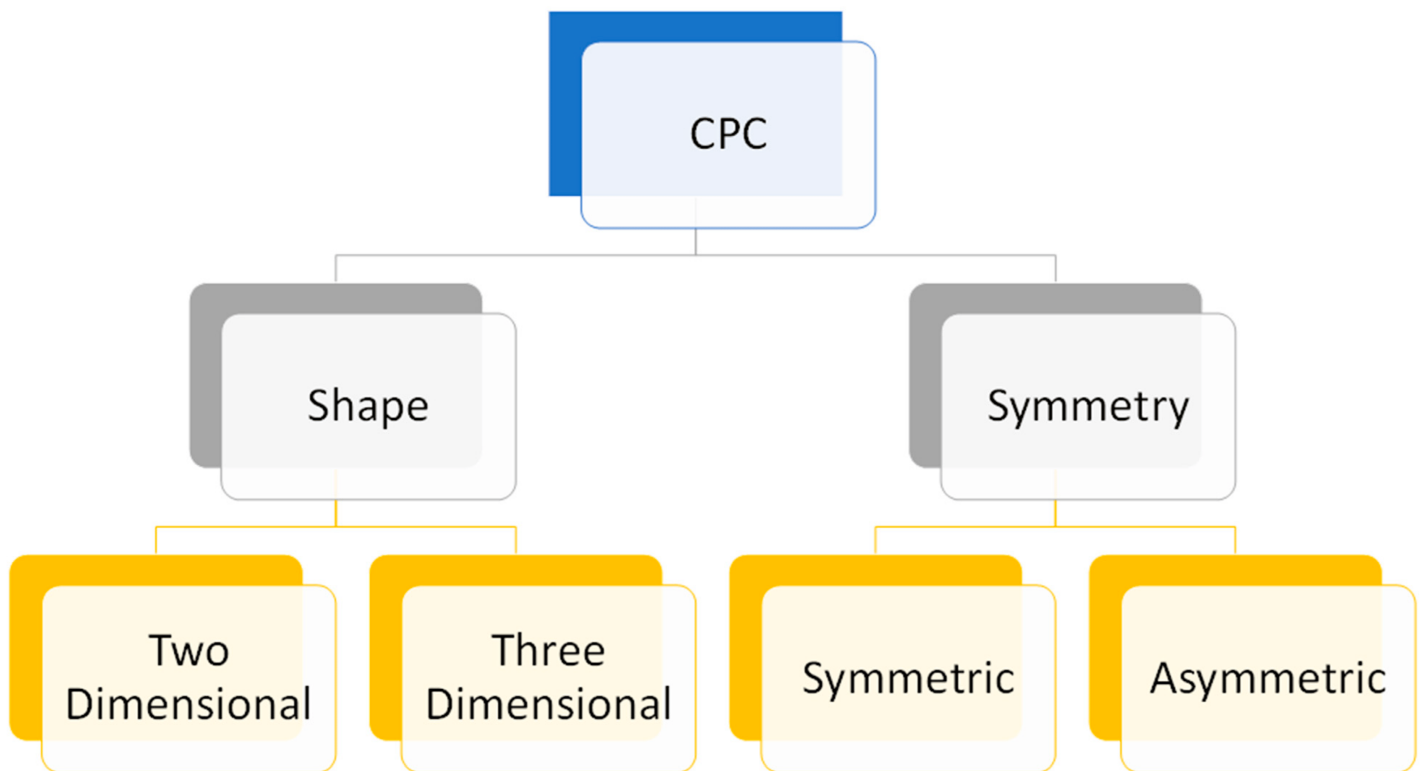 CPC
Shape
Symmetry
Two
Dimensional
Three
Dimensional
Symmetric
Asymmetric